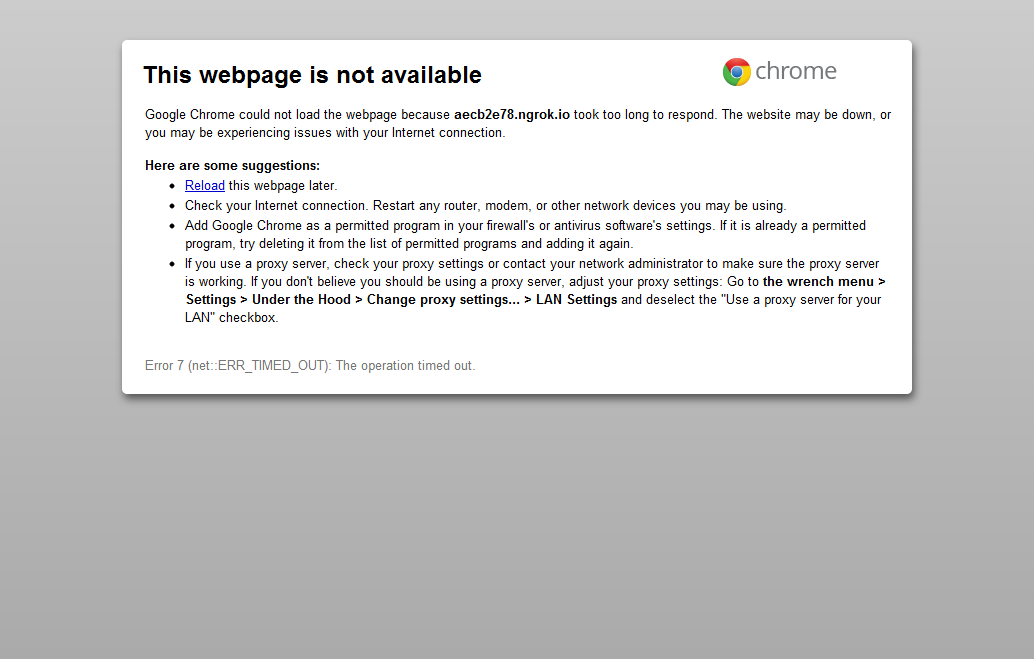 This webpage is not available
chrome
Google Chrome could not load the webpage because aecb2e78.ngrok.io took too long to respond. The website may be down, or
you may be experiencing issues with your Internet connection.
Here are some suggestions:
• Reload this webpage later.
• Check your Internet connection. Restart any router, modem, or other network devices you may be using.
• Add Google Chrome as a permitted program in your firewall's or antivirus software's settings. If it is already a permitted
program, try deleting it from the list of permitted programs and adding it again.
• If you use a proxy server, check your proxy settings or contact your network administrator to make sure the proxy server
is working. If you don't believe you should be using a proxy server, adjust your proxy settings: Go to the wrench menu >
Settings > Under the Hood > Change proxy settings... > LAN Settings and deselect the "Use a proxy server for your
LAN" checkbox.
Error 7 (net::ERR_TIMED_OUT): The operation timed out.